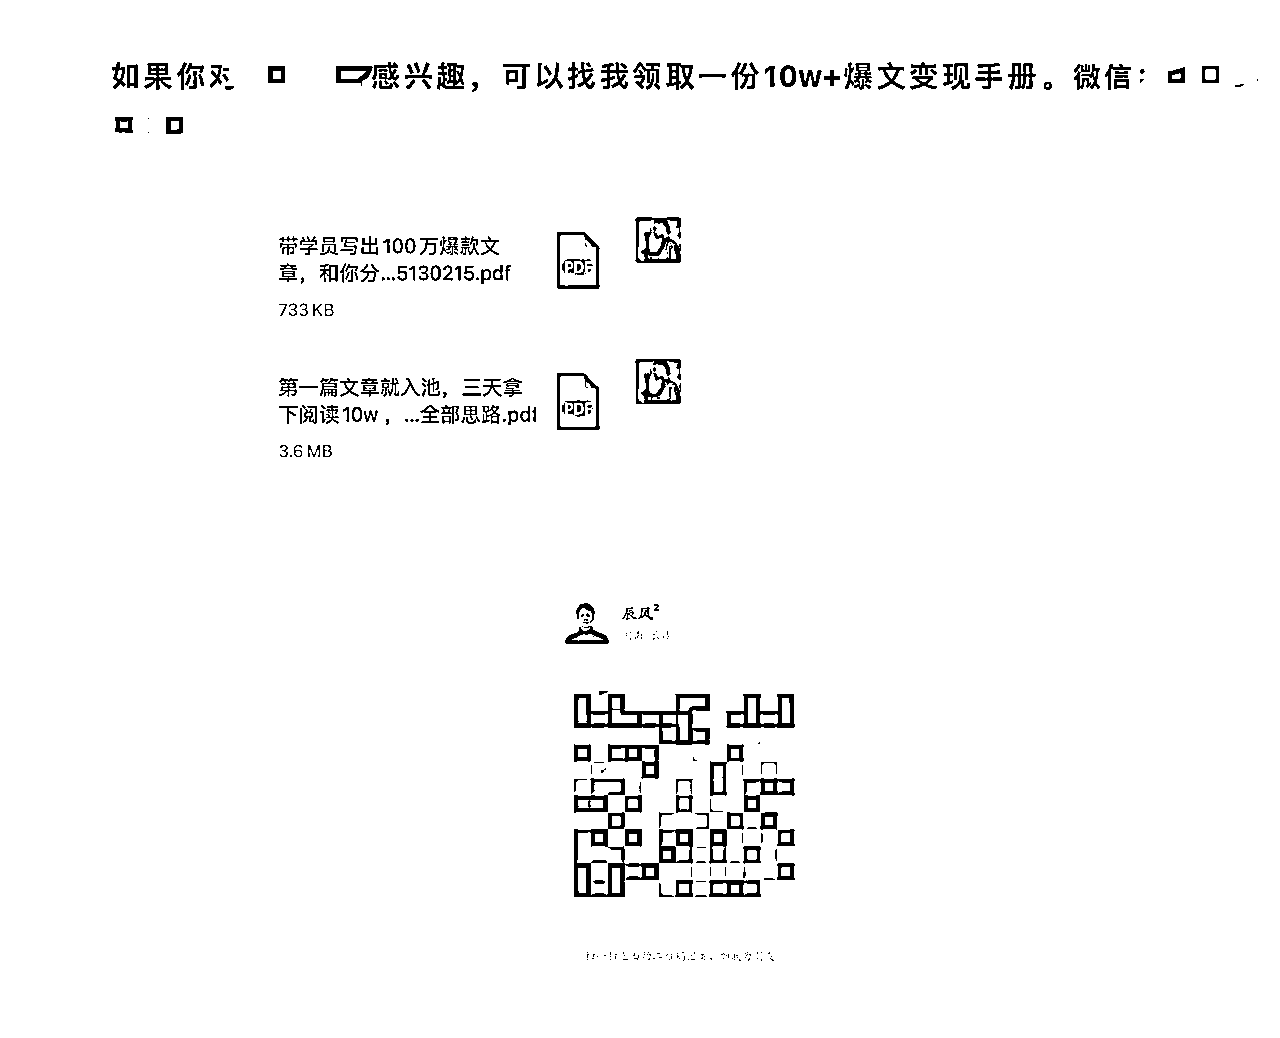 如果你对 感兴趣，可以找我领取一份10w+爆文变现手册。微信：
带学员写出100万爆款文
章，和你分...5130215.pdf
PDF
733 KB
第一篇文章就入池，三天拿
下阅读10w ，...全部思路.pdf
PDF
3.6 MB
辰风²